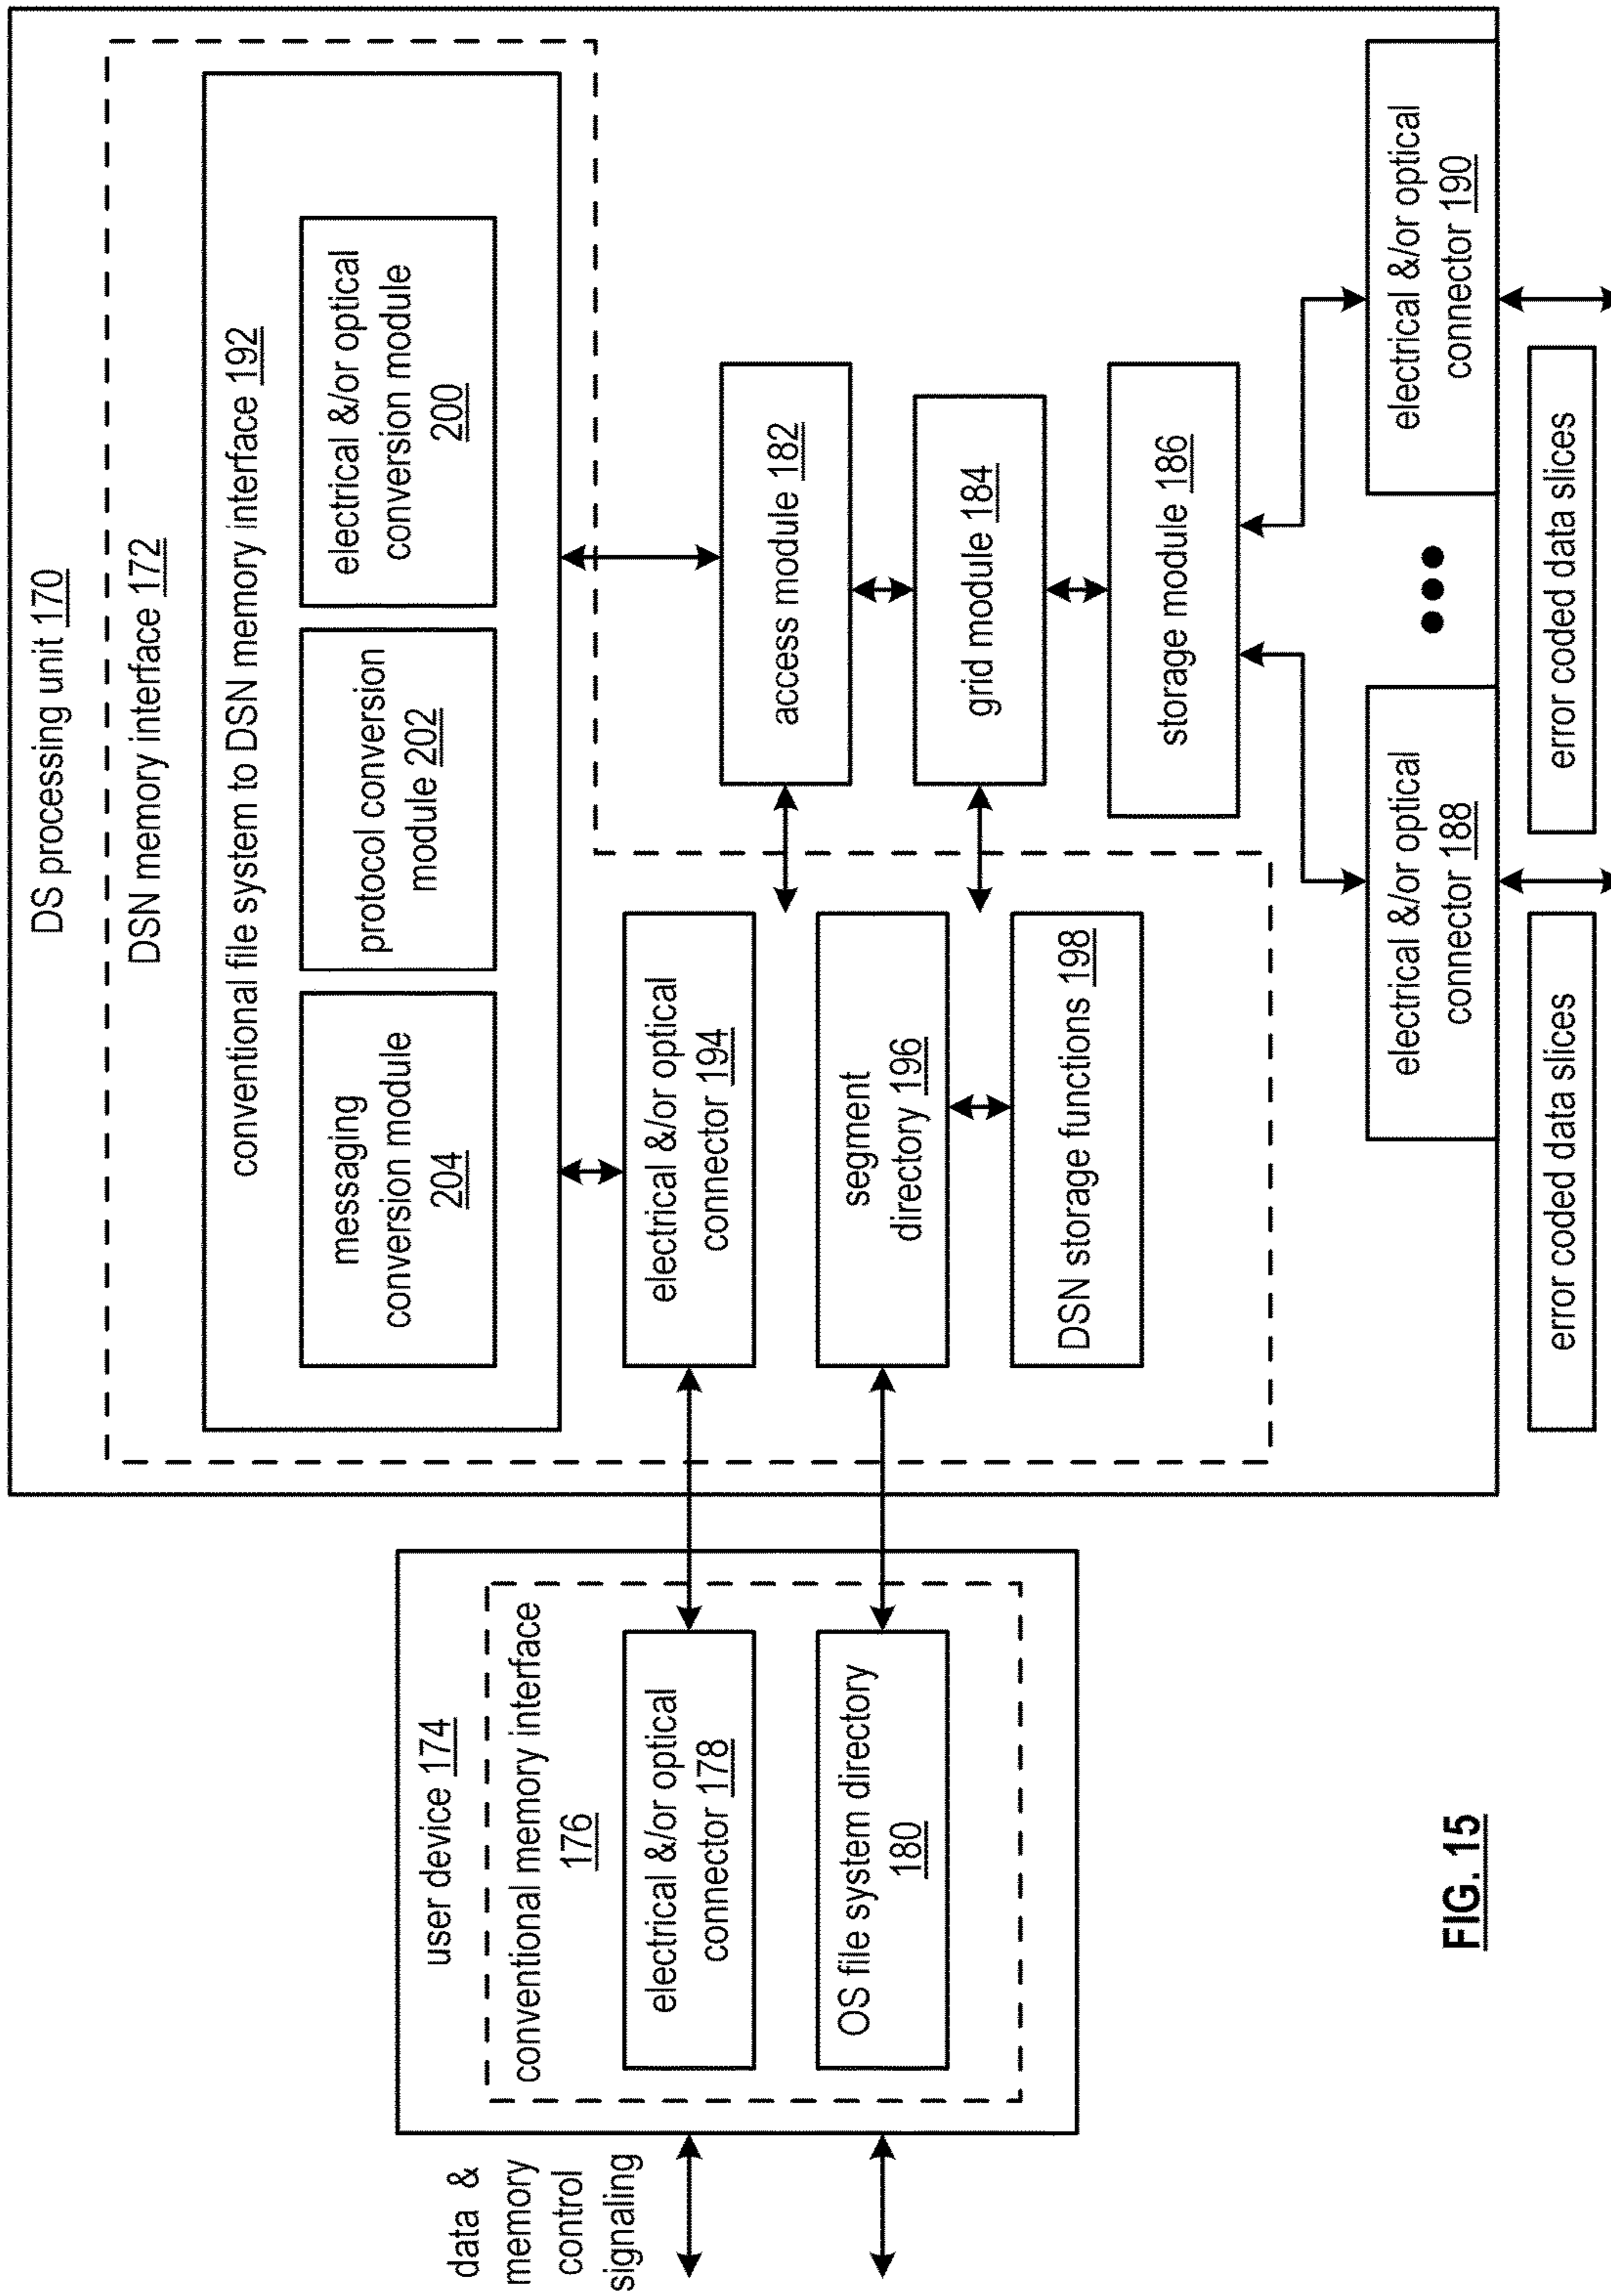 DS processing unit 170
DSN memory interface 172
conventional file system to DSN memory interface 192
messaging
conversion module
204
protocol conversion
module 202
electrical &/or optical
conversion module
200
user device 174
conventional memory interface
176
electrical &/or optical
connector 178
OS file system directory
180
data &
memory
control
signaling
electrical &/or optical
connector 194
segment
directory 196
DSN storage functions 198
access module 182
grid module 184
storage module 186
electrical &/or optical
connector 188
electrical &/or optical
connector 190
error coded data slices
error coded data slices
FIG. 15